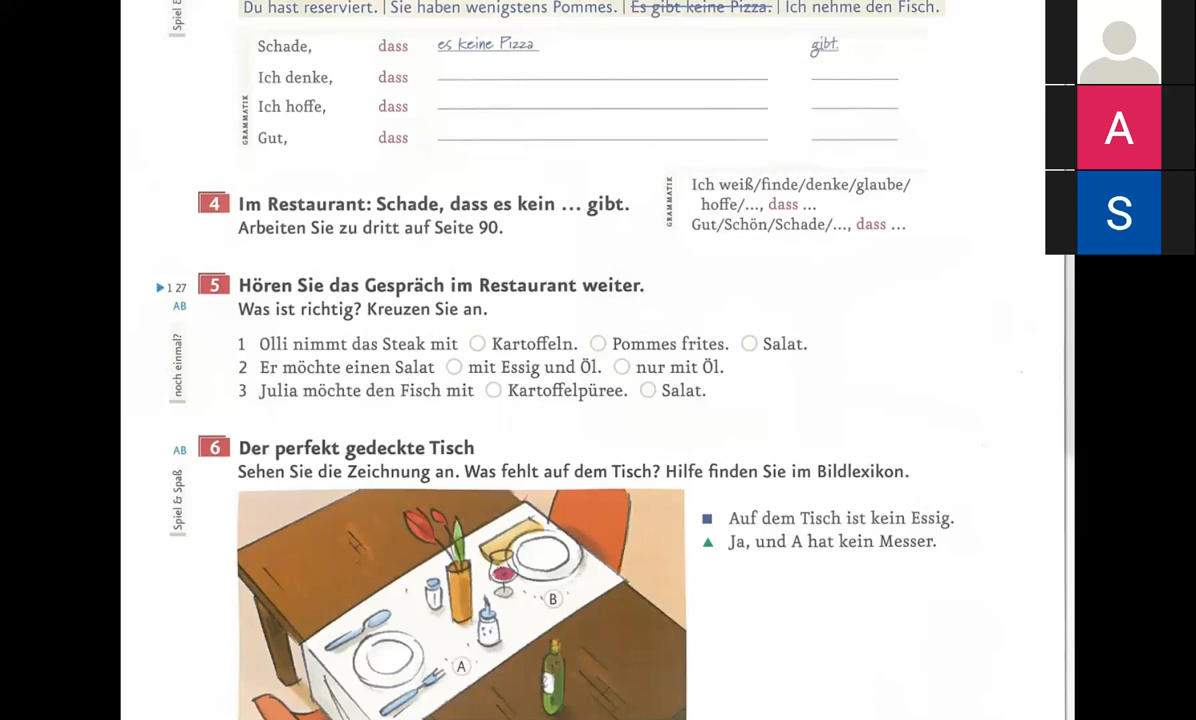 Du hast reserviert. | Sie haben wenigstens Pommes. | Es gibt keine Pizza. | Ich nehme den Fisch.
Schade, dass es keine Pizza gibt.
Ich denke, dass
Ich hoffe, dass
Gut, dass
GRAMMATIK
4 Im Restaurant: Schade, dass es kein … gibt.
Arbeiten Sie zu dritt auf Seite 90.
GRAMMATIK
Ich weiß/finde/denke/glaube/
hoffe/..., dass ...
Gut/Schön/Schade/..., dass ...
1 27
AB
noch einmal?
5 Hören Sie das Gespräch im Restaurant weiter.
Was ist richtig? Kreuzen Sie an.
1 Olli nimmt das Steak mit Kartoffeln. Pommes frites. Salat.
2 Er möchte einen Salat mit Essig und Öl. nur mit Öl.
3 Julia möchte den Fisch mit Kartoffelpüree. Salat.
AB
Spiel & Spaß
6 Der perfekt gedeckte Tisch
Sehen Sie die Zeichnung an. Was fehlt auf dem Tisch? Hilfe finden Sie im Bildlexikon.
Auf dem Tisch ist kein Essig.
Ja, und A hat kein Messer.
B
A
A
S